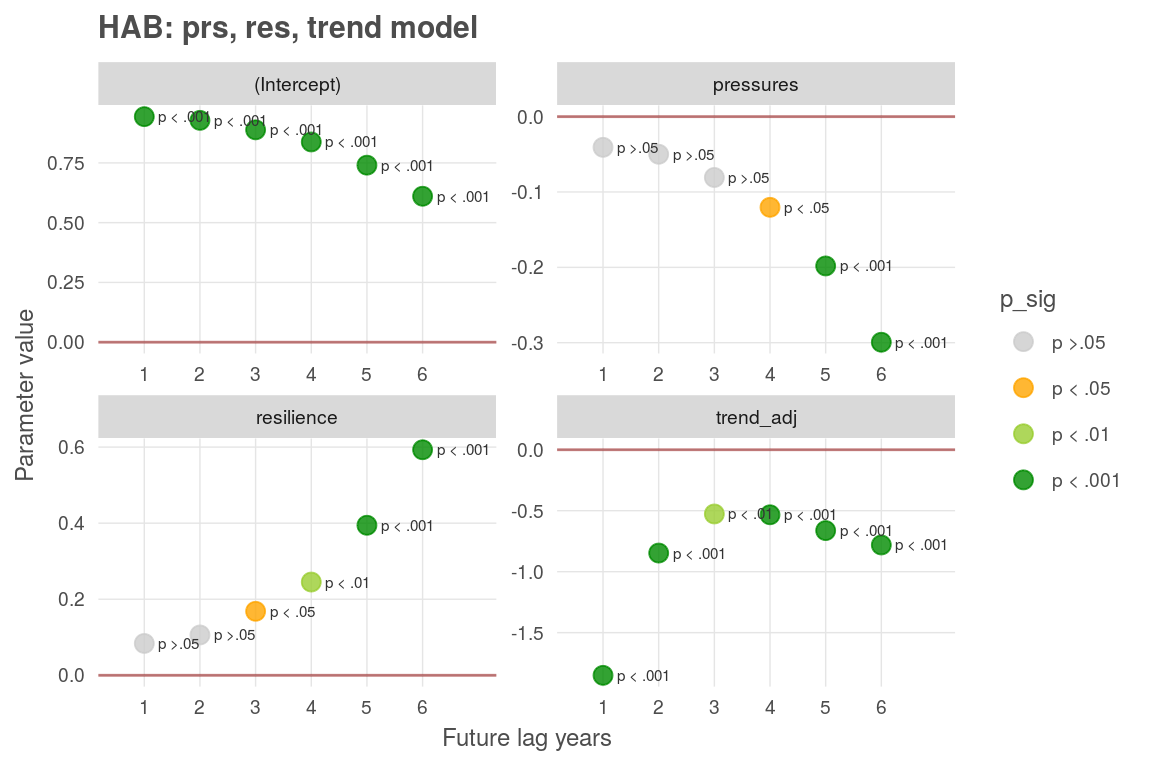 HAB: prs, res, trend model
(Intercept)
pressures
0.75
0.50
0.25
0.00
p < .001
p < .001
p < .001
p < .001
p < .001
p < .001
1 2 3 4 5 6
0.0
-0.1
-0.2
-0.3
p >.05
p >.05
p >.05
p < .05
p < .001
p < .001
1 2 3 4 5 6
resilience
trend_adj
0.6
0.4
0.2
0.0
p >.05
p >.05
p < .05
p < .01
p < .001
p < .001
1 2 3 4 5 6
0.0
-0.5
-1.0
-1.5
p < .001
p < .001
p < .01
p < .001
p < .001
p < .001
1 2 3 4 5 6
Parameter value
Future lag years
p_sig
p >.05
p < .05
p < .01
p < .001